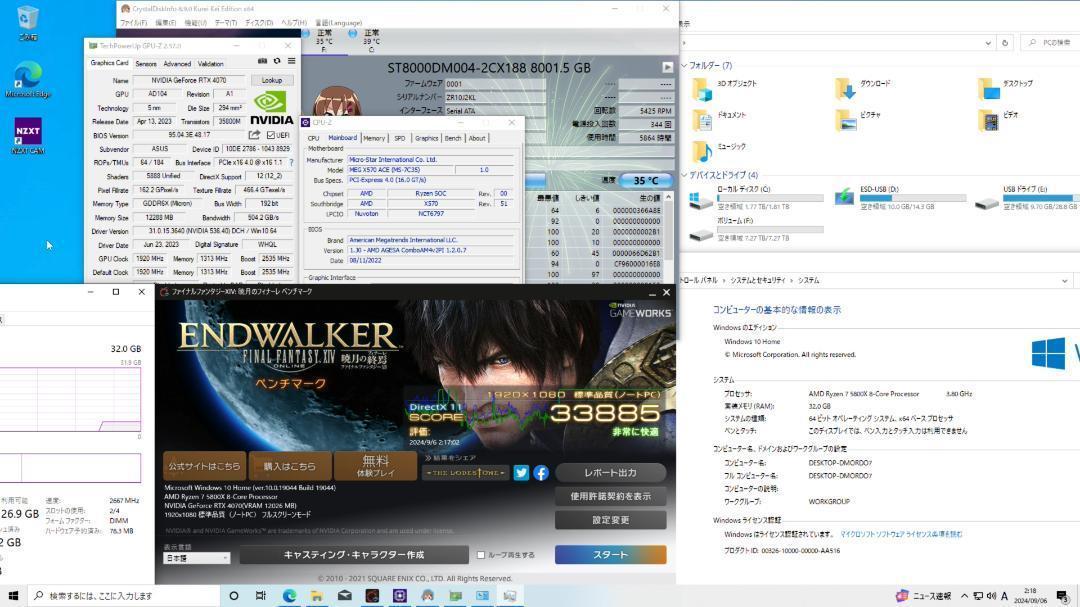 ごみ箱
Microsoft Edge
NZXT
NZXT CAM
CrystalDiskInfo 8.9.0 Kurei Kei Edition x64
ファイル(F) 編集(E) 機能(U) テーマ(T) ディスク(D) ヘルプ(H) 言語(Language)
正常 35 °C F:
正常 39 °C C:
ST8000DM004-2CX188 8001.5 GB
ファームウェア 0001
シリアルナンバー ZR10J2KL
インターフェース Serial ATA
回転数 5425 RPM
電源投入回数 344 回
使用時間 5864 時間
温度 35 °C
最悪値 しきい値 生の値
64 6 000000366A8E
92 0 000000000000
100 20 0000000002B1
100 10 000000000000
60 45 0000066D62B1
94 0 CF96000016E8
100 97 000000000000
TechPowerUp GPU-Z 2.57.0
Graphics Card Sensors Advanced Validation
Name NVIDIA GeForce RTX 4070 Lookup
GPU AD104 Revision A1
Technology 5 nm Die Size 294 mm²
Release Date Apr 13, 2023 Transistors 35800M
NVIDIA
BIOS Version 95.04.3E.48.17 UEFI
Subvendor ASUS Device ID 10DE 2786 - 1043 8929
ROPs/TMUs 64 / 184 Bus Interface PCIe x16 4.0 @ x16 1.1 ?
Shaders 5888 Unified DirectX Support 12 (12_2)
Pixel Fillrate 162.2 GPixel/s Texture Fillrate 466.4 GTexel/s
Memory Type GDDR6X (Micron) Bus Width 192 bit
Memory Size 12288 MB Bandwidth 504.2 GB/s
Driver Version 31.0.15.3640 (NVIDIA 536.40) DCH / Win10 64
Driver Date Jun 23, 2023 Digital Signature WHQL
GPU Clock 1920 MHz Memory 1313 MHz Boost 2535 MHz
Default Clock 1920 MHz Memory 1313 MHz Boost 2535 MHz
CPU-Z
CPU Mainboard Memory SPD Graphics Bench About
Motherboard
Manufacturer Micro-Star International Co. Ltd.
Model MEG X570 ACE (MS-7C35) 1.0
Bus Specs. PCI-Express 4.0 (16.0 GT/s)
Chipset AMD Ryzen SOC Rev. 00
Southbridge AMD X570 Rev. 51
LPCIO Nuvoton NCT6797
BIOS
Brand American Megatrends International LLC.
Version 1.J0 - AMD AGESA ComboAM4v2PI 1.2.0.7
Date 08/11/2022
Graphic Interface
表示
PCの検索
フォルダー (7)
3D オブジェクト
ダウンロード
デスクトップ
ドキュメント
ピクチャ
ビデオ
ミュージック
デバイスとドライブ (4)
ローカル ディスク (C:)
空き領域 1.77 TB/1.81 TB
ESD-USB (D:)
空き領域 10.0 GB/14.3 GB
USB ドライブ (E:)
空き領域 9.70 GB/28.8 GB
ボリューム (F:)
空き領域 7.27 TB/7.27 TB
ロール パネル › システムとセキュリティ › システム
コンピューターの基本的な情報の表示
Windows のエディション
Windows 10 Home
© Microsoft Corporation. All rights reserved.
システム
プロセッサ: AMD Ryzen 7 5800X 8-Core Processor 3.80 GHz
実装メモリ (RAM): 32.0 GB
システムの種類: 64 ビット オペレーティング システム、x64 ベース プロセッサ
ペンとタッチ: このディスプレイでは、ペン入力とタッチ入力は利用できません
コンピューター名、ドメインおよびワークグループの設定
コンピューター名: DESKTOP-DMORDO7
フル コンピューター名: DESKTOP-DMORDO7
コンピューターの説明:
ワークグループ: WORKGROUP
Windows ライセンス認証
Windows はライセンス認証されています。 マイクロソフト ソフトウェア ライセンス条項を読む
プロダクト ID: 00326-10000-00000-AA516
32.0 GB
31.9 GB
0
利用可能
26.9 GB
速度: 2667 MHz
スロットの使用: 2/4
フォーム ファクター: DIMM
ハードウェア予約済み: 78.3 MB
2 GB
ファイナルファンタジーXIV: 暁月のフィナーレ ベンチマーク
NVIDIA GAMEWORKS
ENDWALKER
FINAL FANTASY XIV ONLINE 暁月の終焉
ベンチマーク
1920x1080 標準品質(ノートPC)
DirectX 11
SCORE 33885
評価: 非常に快適
2024/9/6 2:17:02
公式サイトはこちら
購入はこちら
無料 体験プレイ
結果をシェア
THE LODESTONE
レポート出力
使用許諾契約を表示
設定変更
Microsoft Windows 10 Home (ver.10.0.19044 Build 19044)
AMD Ryzen 7 5800X 8-Core Processor
NVIDIA GeForce RTX 4070(VRAM 12026 MB)
1920x1080 標準品質 (ノートPC) フルスクリーンモード
NVIDIA® and NVIDIA GameWorks™ are trademarks of NVIDIA Corporation and are used under license.
表示言語
日本語
キャスティング・キャラクター作成
ループ再生する
スタート
© 2010 - 2021 SQUARE ENIX CO., LTD. All Rights Reserved.
検索するには、ここに入力します
ニュース速報
A
2:18
2024/09/06
3